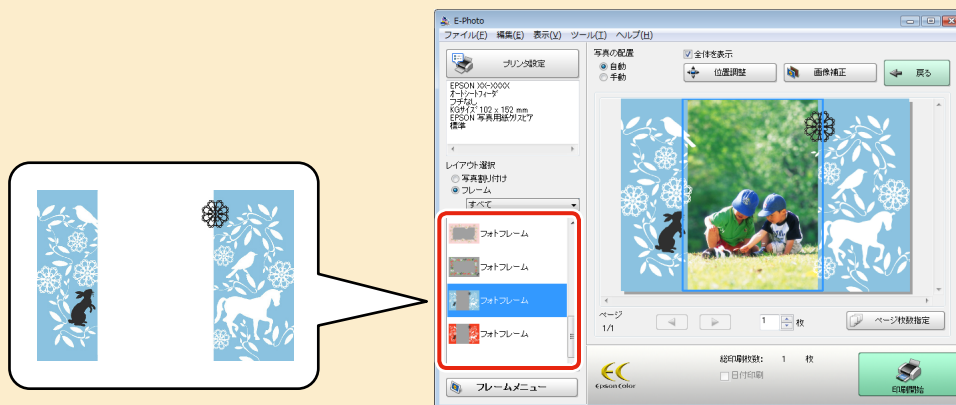 E-Photo
ファイル(F) 編集(E) 表示(V) ツール(T) ヘルプ(H)
プリンタ設定
EPSON XX-XXXX
オートシートフィーダ
フチなし
KGサイズ 102 x 152 mm
EPSON 写真用紙クリスピア
標準
レイアウト選択
写真割り付け
フレーム
すべて
フォトフレーム
フォトフレーム
フォトフレーム
フォトフレーム
フレームメニュー
写真の配置
自動
手動
全体を表示
位置調整
画像補正
戻る
ページ
1/1
1 枚
ページ枚数指定
EC
Epson Color
総印刷枚数: 1 枚
日付印刷
印刷開始